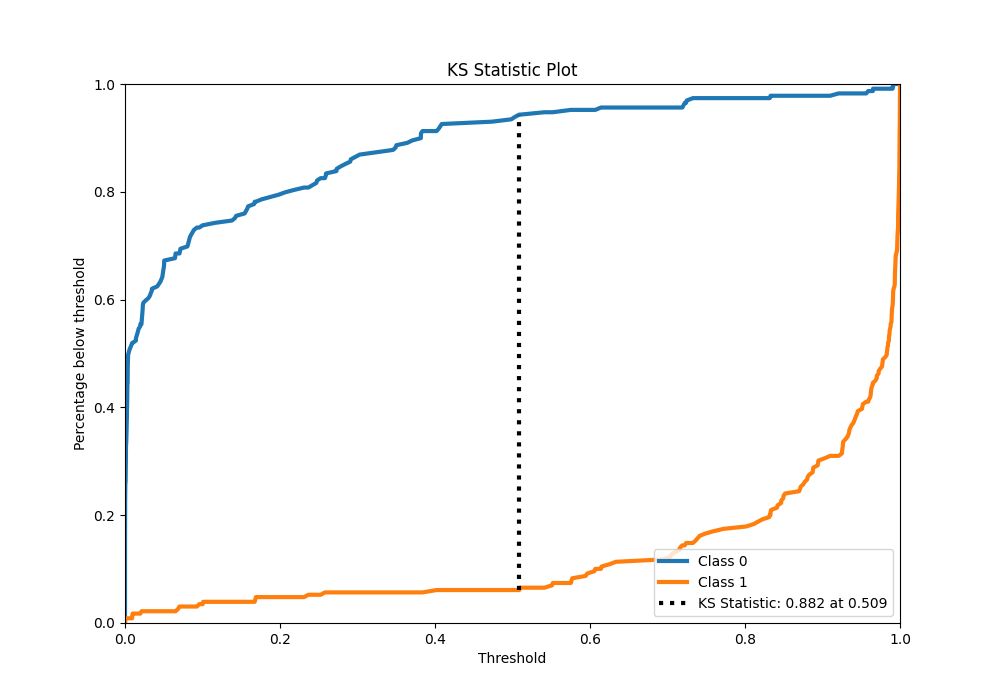 KS Statistic Plot
1.0
0.8
0.6
0.4
0.2
0.0
Percentage below threshold
0.0 0.2 0.4 0.6 0.8 1.0
Threshold
Class 0
Class 1
KS Statistic: 0.882 at 0.509